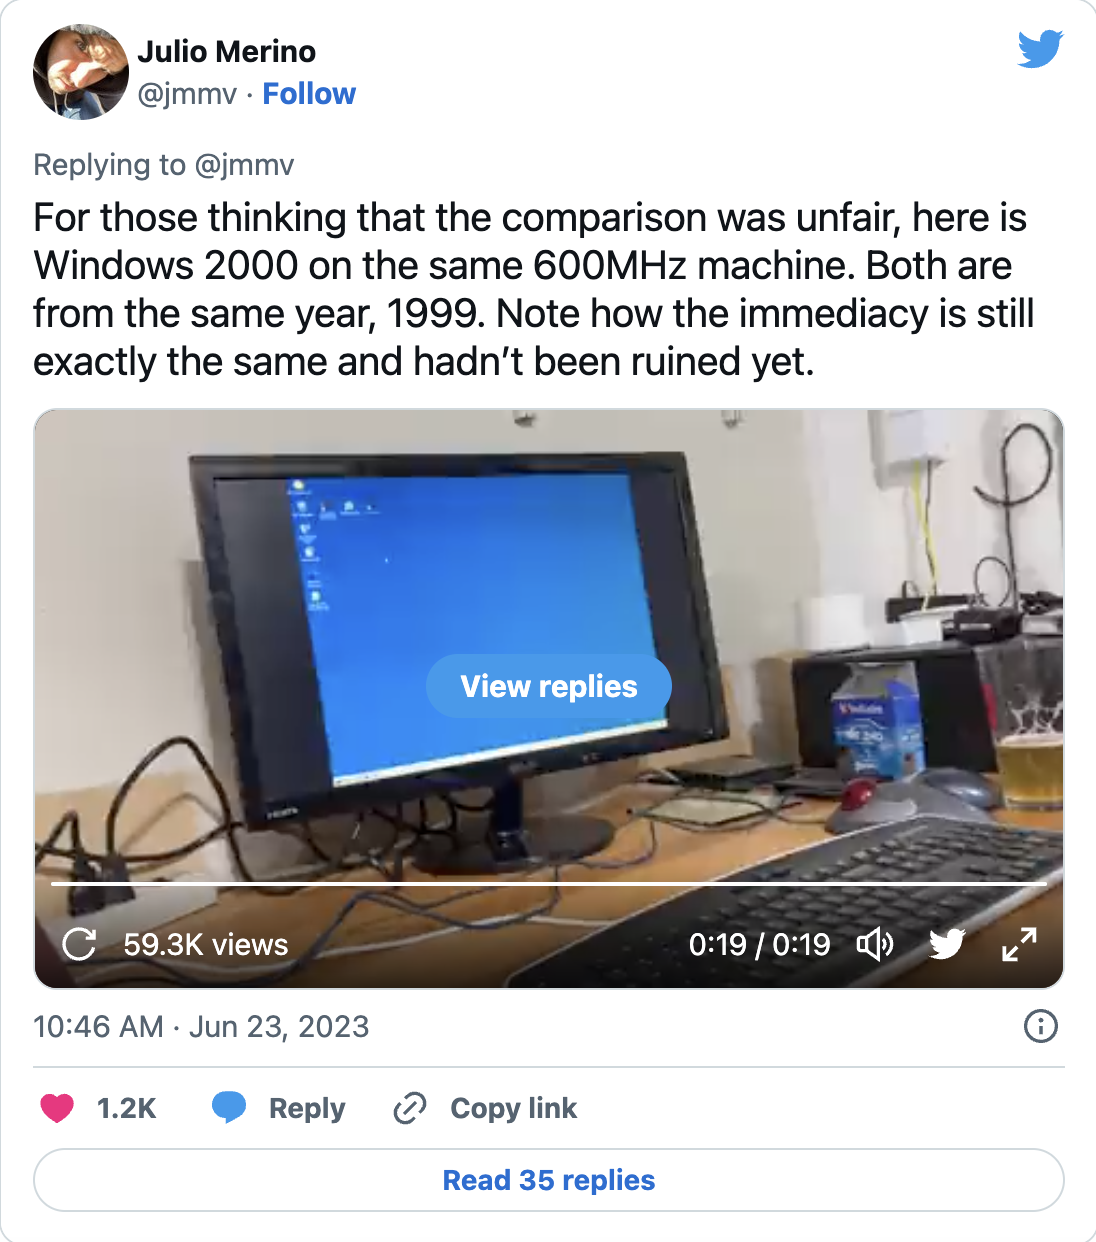 Julio Merino
@jmmv · Follow
Replying to @jmmv
For those thinking that the comparison was unfair, here is
Windows 2000 on the same 600MHz machine. Both are
from the same year, 1999. Note how the immediacy is still
exactly the same and hadn’t been ruined yet.
View replies
Verbatim
59.3K views
0:19 / 0:19
10:46 AM · Jun 23, 2023
1.2K
Reply
Copy link
Read 35 replies